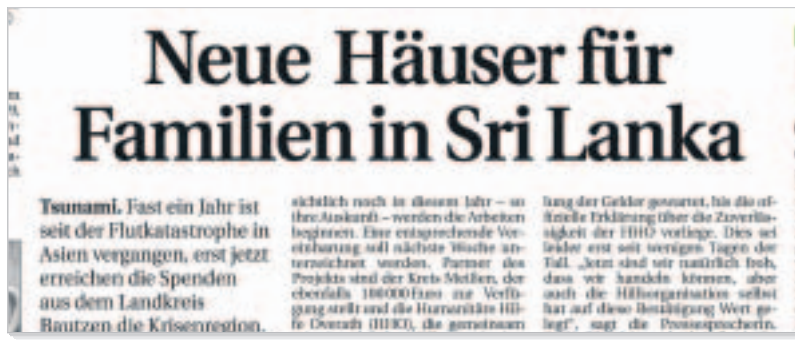 Neue Häuser für
Familien in Sri Lanka
Tsunami. Fast ein Jahr ist
seit der Flutkatastrophe in
Asien vergangen, erst jetzt
erreichen die Spenden
aus dem Landkreis
Bautzen die Krisenregion.
sichtlich noch in diesem Jahr – so
ihre Auskunft – werden die Arbeiten
beginnen. Eine entsprechende Ver-
einbarung soll nächste Woche un-
terzeichnet werden. Partner des
Projekts sind der Kreis Meißen, der
ebenfalls 100 000 Euro zur Verfü-
gung stellt und die Humanitäre Hil-
fe Overath (HHO), die gemeinsam
lung der Gelder gewartet, bis die of-
fizielle Erklärung über die Zuverläs-
sigkeit der HHO vorliege. Dies sei
leider erst seit wenigen Tagen der
Fall. „Jetzt sind wir natürlich froh,
dass wir handeln können, aber
auch die Hilfsorganisation selbst
hat auf diese Bestätigung Wert ge-
legt", sagt die Pressesprecherin.